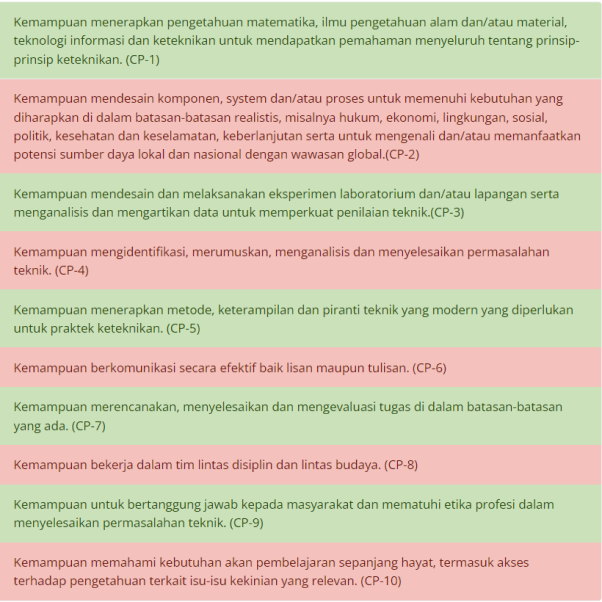 Kemampuan menerapkan pengetahuan matematika, ilmu pengetahuan alam dan/atau material,
teknologi informasi dan keteknikan untuk mendapatkan pemahaman menyeluruh tentang prinsip-
prinsip keteknikan. (CP-1)
Kemampuan mendesain komponen, system dan/atau proses untuk memenuhi kebutuhan yang
diharapkan di dalam batasan-batasan realistis, misalnya hukum, ekonomi, lingkungan, sosial,
politik, kesehatan dan keselamatan, keberlanjutan serta untuk mengenali dan/atau memanfaatkan
potensi sumber daya lokal dan nasional dengan wawasan global.(CP-2)
Kemampuan mendesain dan melaksanakan eksperimen laboratorium dan/atau lapangan serta
menganalisis dan mengartikan data untuk memperkuat penilaian teknik.(CP-3)
Kemampuan mengidentifikasi, merumuskan, menganalisis dan menyelesaikan permasalahan
teknik. (CP-4)
Kemampuan menerapkan metode, keterampilan dan piranti teknik yang modern yang diperlukan
untuk praktek keteknikan. (CP-5)
Kemampuan berkomunikasi secara efektif baik lisan maupun tulisan. (CP-6)
Kemampuan merencanakan, menyelesaikan dan mengevaluasi tugas di dalam batasan-batasan
yang ada. (CP-7)
Kemampuan bekerja dalam tim lintas disiplin dan lintas budaya. (CP-8)
Kemampuan untuk bertanggung jawab kepada masyarakat dan mematuhi etika profesi dalam
menyelesaikan permasalahan teknik. (CP-9)
Kemampuan memahami kebutuhan akan pembelajaran sepanjang hayat, termasuk akses
terhadap pengetahuan terkait isu-isu kekinian yang relevan. (CP-10)